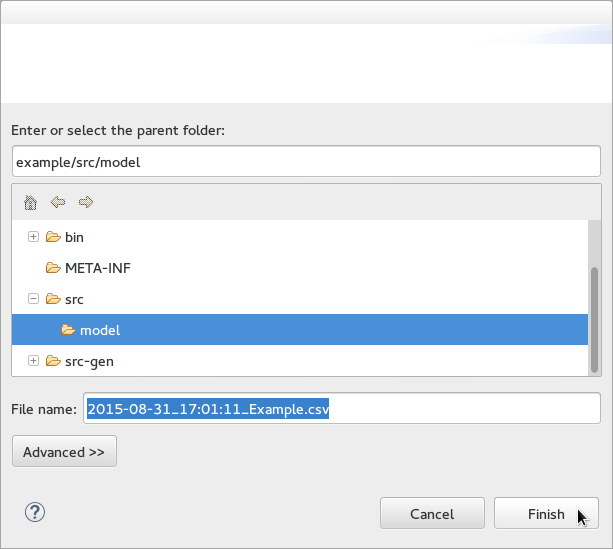 Enter or select the parent folder:
example/src/model
bin
META-INF
src
model
src-gen
File name: 2015-08-31_17:01:11_Example.csv
Advanced >>
? Cancel Finish